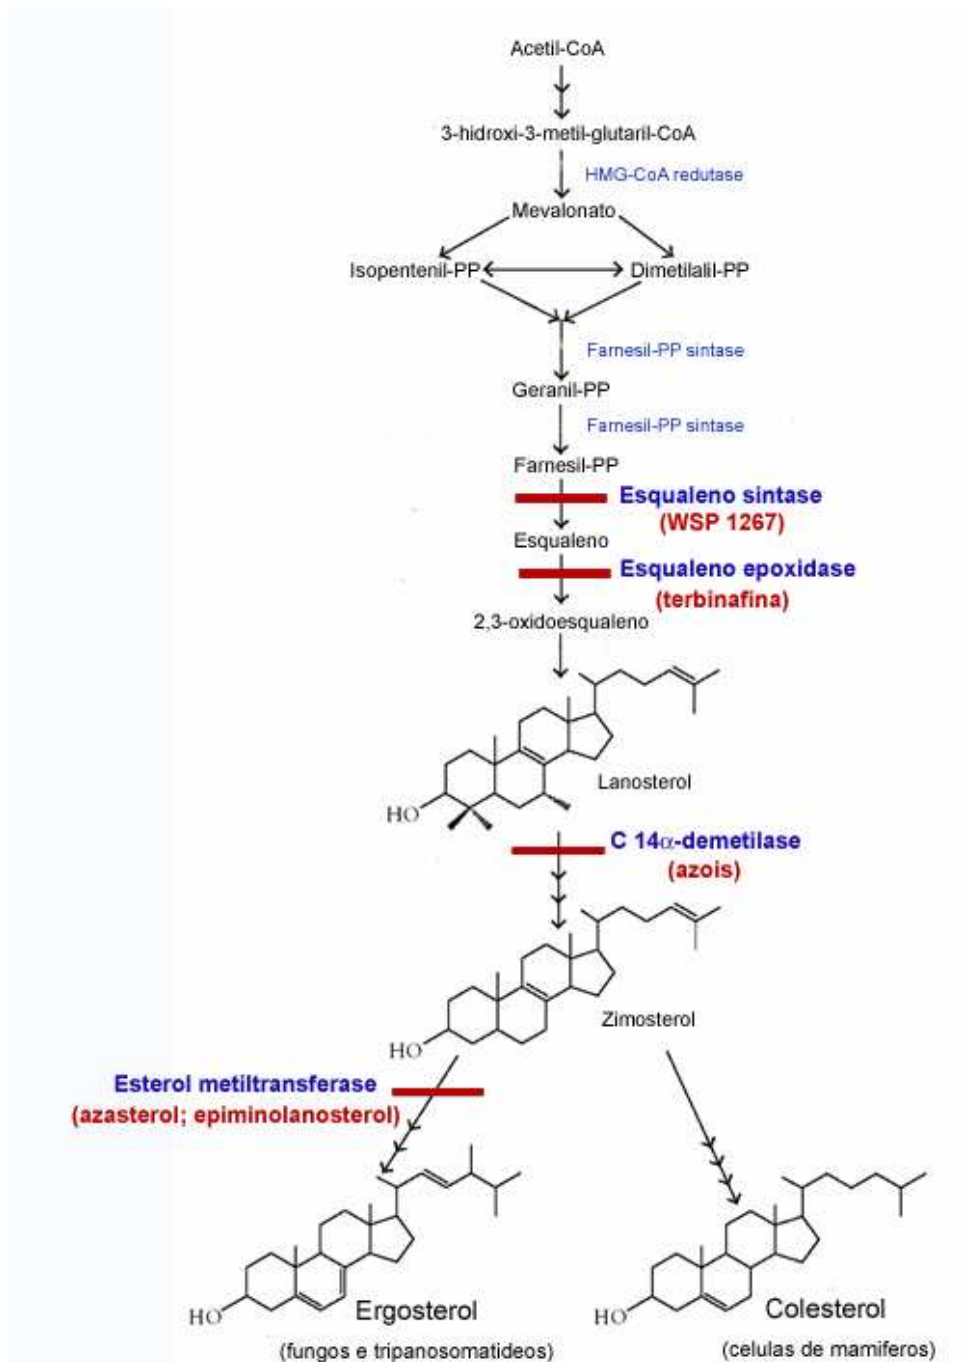 Acetil-CoA
3-hidroxi-3-metil-glutaril-CoA
HMG-CoA redutase
Mevalonato
Isopentenil-PP
Dimetilalil-PP
Farnesil-PP sintase
Geranil-PP
Farnesil-PP sintase
Farnesil-PP
Esqualeno sintase
(WSP 1267)
Esqualeno
Esqualeno epoxidase
(terbinafina)
2,3-oxidoesqualeno
Lanosterol
HO
C 14α-demetilase
(azois)
Zimosterol
HO
Esterol metiltransferase
(azasterol; epiminolanosterol)
HO
Ergosterol
(fungos e tripanosomatideos)
HO
Colesterol
(celulas de mamiferos)